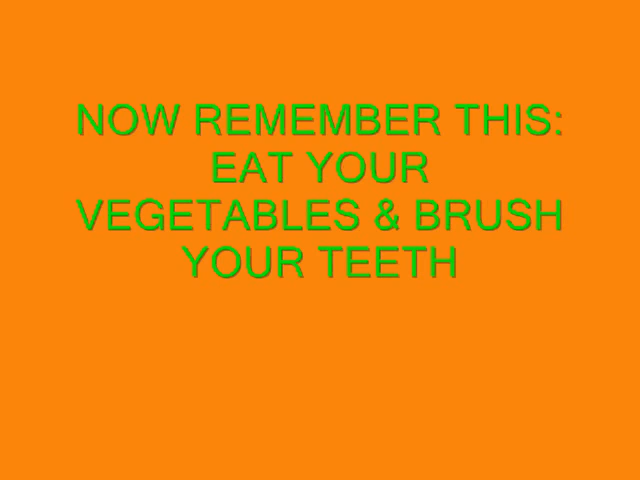 NOW REMEMBER THIS:
EAT YOUR
VEGETABLES & BRUSH
YOUR TEETH